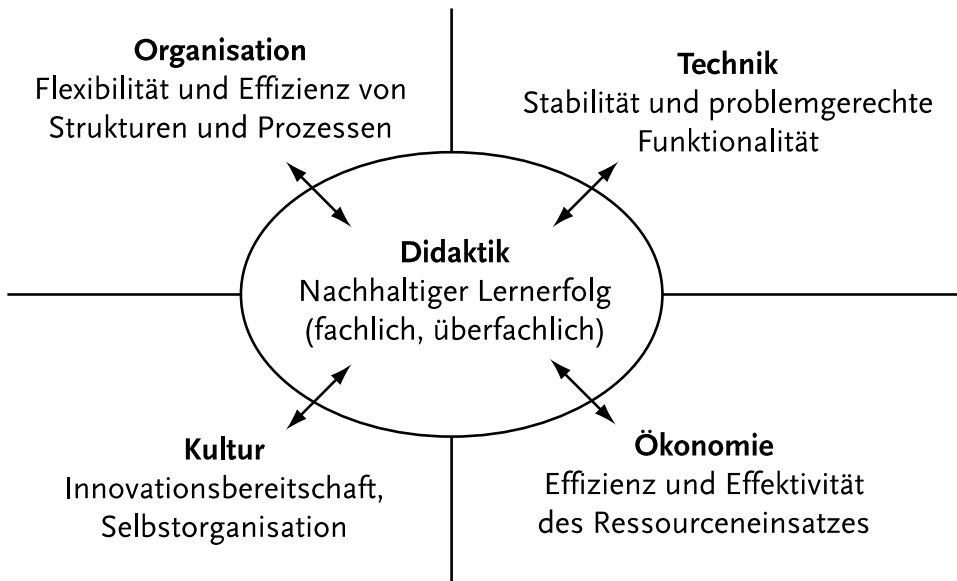 Organisation
Flexibilität und Effizienz von
Strukturen und Prozessen
Technik
Stabilität und problemgerechte
Funktionalität
Didaktik
Nachhaltiger Lernerfolg
(fachlich, überfachlich)
Kultur
Innovationsbereitschaft,
Selbstorganisation
Ökonomie
Effizienz und Effektivität
des Ressourceneinsatzes